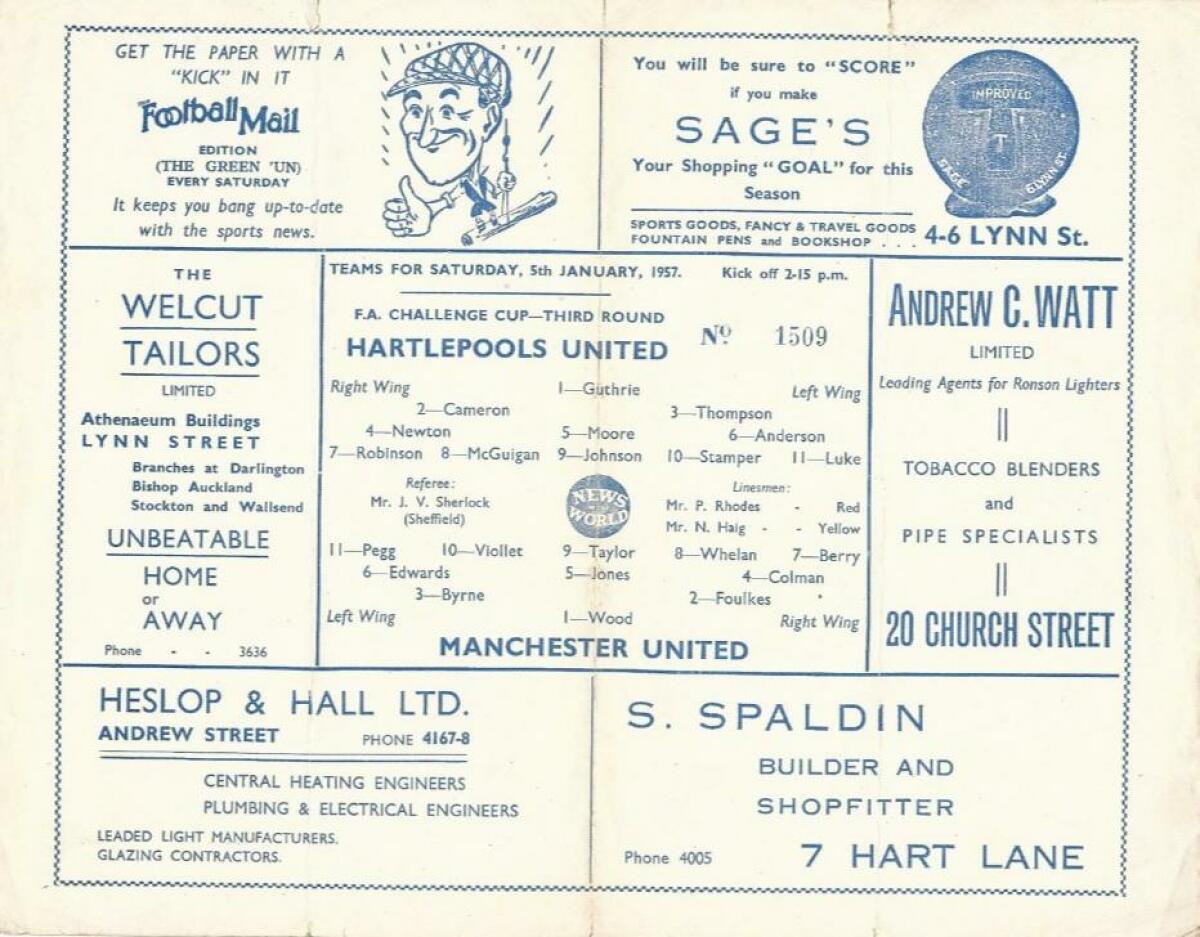 GET THE PAPER WITH A
"KICK" IN IT
Football Mail
EDITION
(THE GREEN 'UN)
EVERY SATURDAY
It keeps you bang up-to-date
with the sports news.
You will be sure to "SCORE"
if you make
SAGE'S
Your Shopping "GOAL" for this
Season
SPORTS GOODS, FANCY & TRAVEL GOODS
FOUNTAIN PENS and BOOKSHOP . . . 4-6 LYNN St.
IMPROVED
T
SAGE
6 LYNN ST.
THE
WELCUT
TAILORS
LIMITED
Athenaeum Buildings
LYNN STREET
Branches at Darlington
Bishop Auckland
Stockton and Wallsend
UNBEATABLE
HOME
or
AWAY
Phone - - 3636
TEAMS FOR SATURDAY, 5th JANUARY, 1957. Kick off 2-15 p.m.
F.A. CHALLENGE CUP—THIRD ROUND
HARTLEPOOLS UNITED
Nº 1509
Right Wing 1—Guthrie Left Wing
2—Cameron 3—Thompson
4—Newton 5—Moore 6—Anderson
7—Robinson 8—McGuigan 9—Johnson 10—Stamper 11—Luke
Referee:
Mr. J. V. Sherlock
(Sheffield)
NEWS
WORLD
Linesmen:
Mr. P. Rhodes - Red
Mr. N. Haig - - Yellow
11—Pegg 10—Viollet 9—Taylor 8—Whelan 7—Berry
6—Edwards 5—Jones 4—Colman
3—Byrne 2—Foulkes
Left Wing 1—Wood Right Wing
MANCHESTER UNITED
ANDREW C. WATT
LIMITED
Leading Agents for Ronson Lighters
TOBACCO BLENDERS
and
PIPE SPECIALISTS
20 CHURCH STREET
HESLOP & HALL LTD.
ANDREW STREET PHONE 4167-8
CENTRAL HEATING ENGINEERS
PLUMBING & ELECTRICAL ENGINEERS
LEADED LIGHT MANUFACTURERS.
GLAZING CONTRACTORS.
S. SPALDIN
BUILDER AND
SHOPFITTER
Phone 4005 7 HART LANE